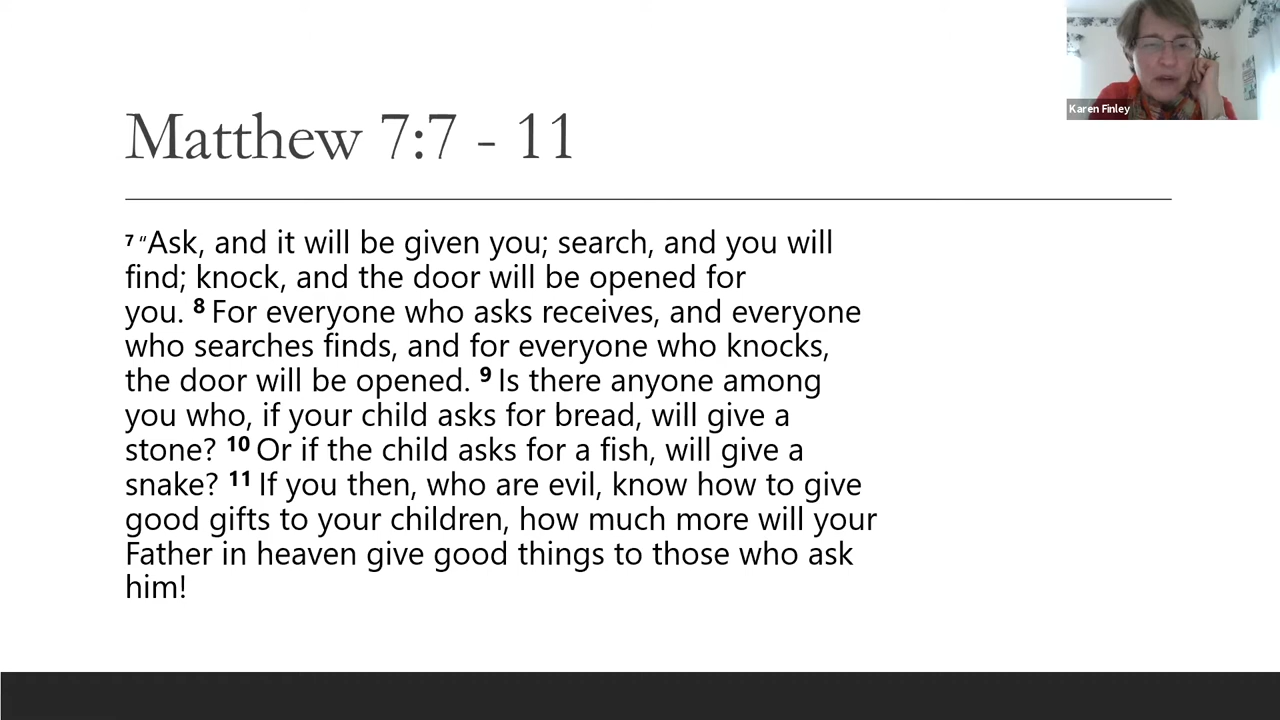 Karen Finley
Matthew 7:7 - 11
7 “Ask, and it will be given you; search, and you will
find; knock, and the door will be opened for
you. 8 For everyone who asks receives, and everyone
who searches finds, and for everyone who knocks,
the door will be opened. 9 Is there anyone among
you who, if your child asks for bread, will give a
stone? 10 Or if the child asks for a fish, will give a
snake? 11 If you then, who are evil, know how to give
good gifts to your children, how much more will your
Father in heaven give good things to those who ask
him!